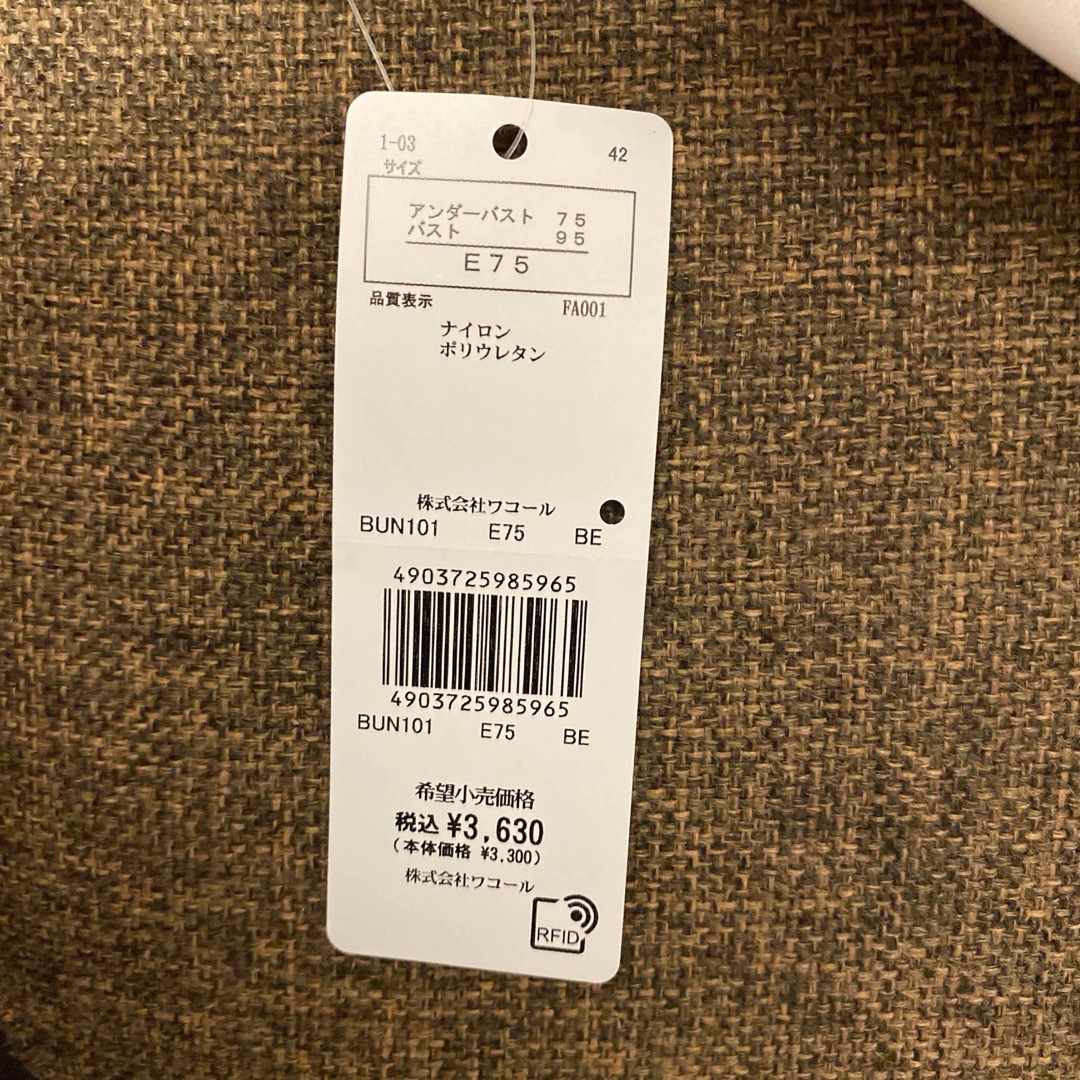 1-03 42
サイズ
アンダーバスト 75
バスト 95
E75
品質表示 FA001
ナイロン
ポリウレタン
株式会社ワコール
BUN101 E75 BE
4903725985965
4903725985965
BUN101 E75 BE
希望小売価格
税込 ¥3,630
(本体価格 ¥3,300)
株式会社ワコール
RFID